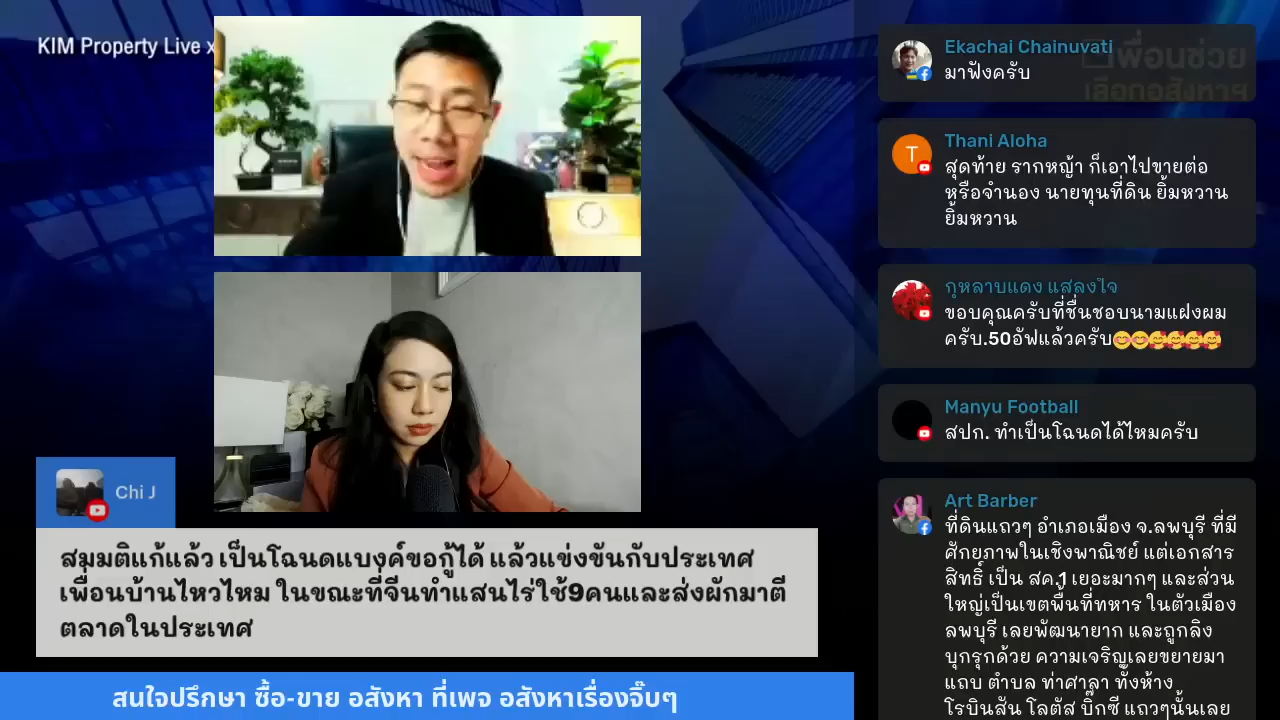 KIM Property Live x
Chi J
สมมติแก้แล้ว เป็นโฉนดแบงค์ขอกู้ได้ แล้วแข่งขันกับประเทศ
เพื่อนบ้านไหวไหม ในขณะที่จีนทำแสนไร่ใช้9คนและส่งผักมาตี
ตลาดในประเทศ
สนใจปรึกษา ซื้อ-ขาย อสังหา ที่เพจ อสังหาเรื่องจิ๊บๆ
เพื่อนช่วย
เลือกอสังหาฯ
Ekachai Chainuvati
มาฟังครับ
Thani Aloha
T
สุดท้าย รากหญ้า ก็เอาไปขายต่อ
หรือจำนอง นายทุนที่ดิน ยิ้มหวาน
ยิ้มหวาน
กุหลาบแดง แสลงใจ
ขอบคุณครับที่ชื่นชอบนามแฝงผม
ครับ.50อัฟแล้วครับ😊😊🥰🥰🥰🥰
Manyu Football
สปก. ทำเป็นโฉนดได้ไหมครับ
Art Barber
ที่ดินแถวๆ อำเภอเมือง จ.ลพบุรี ที่มี
ศักยภาพในเชิงพาณิชย์ แต่เอกสาร
สิทธิ์ เป็น สค.1 เยอะมากๆ และส่วน
ใหญ่เป็นเขตพื้นที่ทหาร ในตัวเมือง
ลพบุรี เลยพัฒนายาก และถูกลิง
บุกรุกด้วย ความเจริญเลยขยายมา
แถบ ตำบล ท่าศาลา ทั้งห้าง
โรบินสัน โลตัส บิ๊กซี แถวๆนั้นเลย